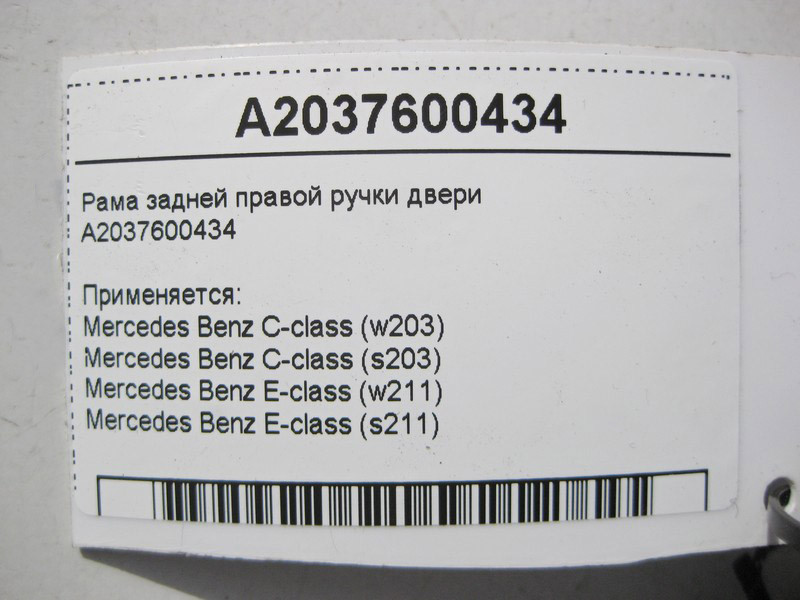 A2037600434
Рама задней правой ручки двери
A2037600434
Применяется:
Mercedes Benz C-class (w203)
Mercedes Benz C-class (s203)
Mercedes Benz E-class (w211)
Mercedes Benz E-class (s211)